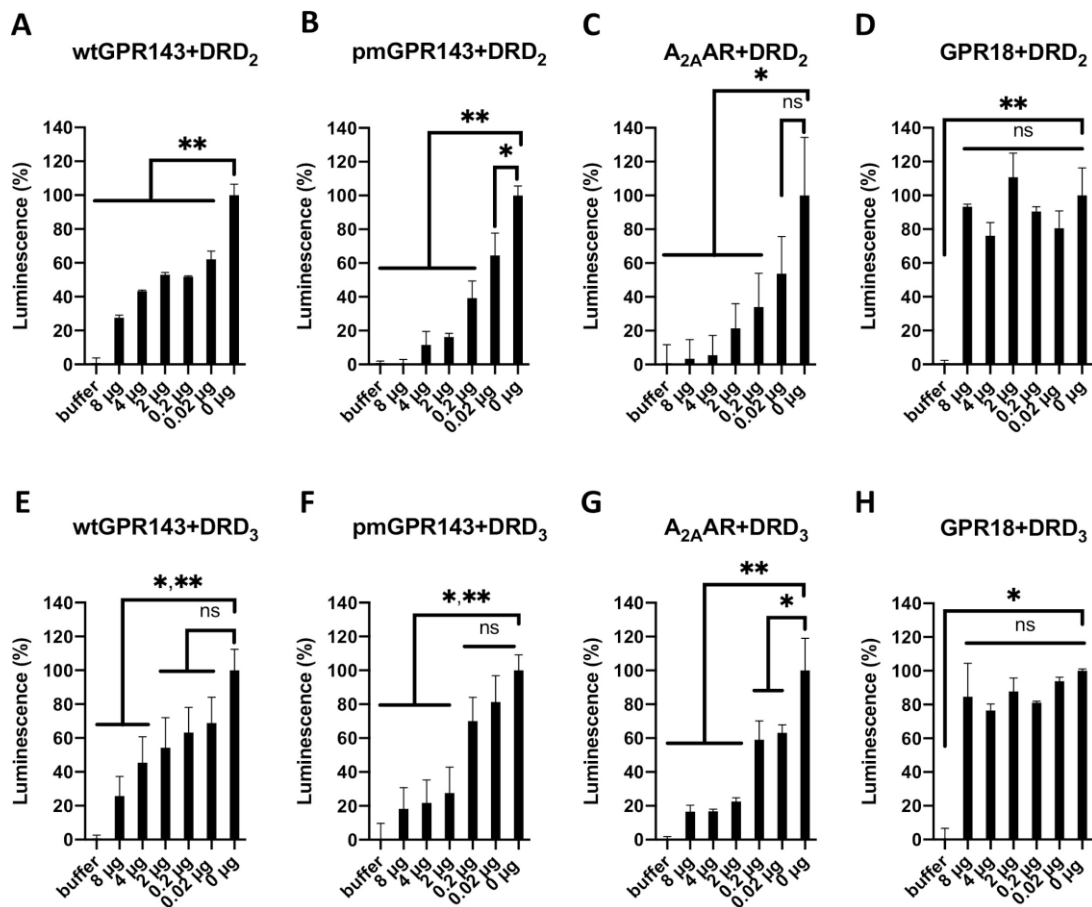 A
wtGPR143+DRD₂
**
Luminescence (%)
140
120
100
80
60
40
20
0
buffer
8 µg
4 µg
2 µg
0.2 µg
0.02 µg
0 µg
B
pmGPR143+DRD₂
**
*
Luminescence (%)
140
120
100
80
60
40
20
0
buffer
8 µg
4 µg
2 µg
0.2 µg
0.02 µg
0 µg
C
A₂ₐAR+DRD₂
*
ns
Luminescence (%)
140
120
100
80
60
40
20
0
buffer
8 µg
4 µg
2 µg
0.2 µg
0.02 µg
0 µg
D
GPR18+DRD₂
**
ns
Luminescence (%)
140
120
100
80
60
40
20
0
buffer
8 µg
4 µg
2 µg
0.2 µg
0.02 µg
0 µg
E
wtGPR143+DRD₃
*,**
ns
Luminescence (%)
140
120
100
80
60
40
20
0
buffer
8 µg
4 µg
2 µg
0.2 µg
0.02 µg
0 µg
F
pmGPR143+DRD₃
*,**
ns
Luminescence (%)
140
120
100
80
60
40
20
0
buffer
8 µg
4 µg
2 µg
0.2 µg
0.02 µg
0 µg
G
A₂ₐAR+DRD₃
**
*
Luminescence (%)
140
120
100
80
60
40
20
0
buffer
8 µg
4 µg
2 µg
0.2 µg
0.02 µg
0 µg
H
GPR18+DRD₃
*
ns
Luminescence (%)
140
120
100
80
60
40
20
0
buffer
8 µg
4 µg
2 µg
0.2 µg
0.02 µg
0 µg